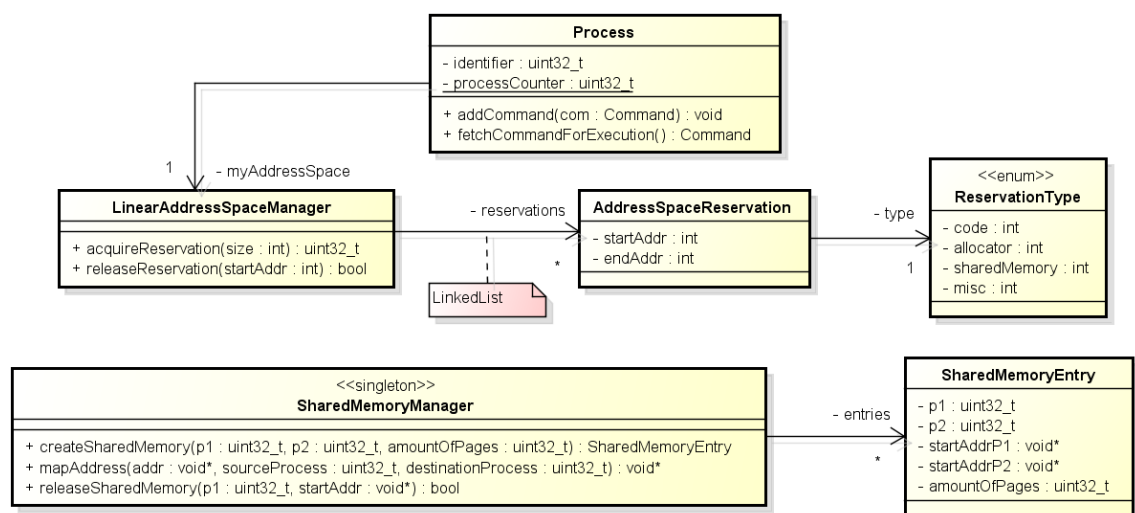 Process
- identifier : uint32_t
- processCounter : uint32_t
+ addCommand(com : Command) : void
+ fetchCommandForExecution() : Command
1
- myAddressSpace
LinearAddressSpaceManager
+ acquireReservation(size : int) : uint32_t
+ releaseReservation(startAddr : int) : bool
- reservations
*
LinkedList
AddressSpaceReservation
- startAddr : int
- endAddr : int
- type
1
<<enum>>
ReservationType
- code : int
- allocator : int
- sharedMemory : int
- misc : int
<<singleton>>
SharedMemoryManager
+ createSharedMemory(p1 : uint32_t, p2 : uint32_t, amountOfPages : uint32_t) : SharedMemoryEntry
+ mapAddress(addr : void*, sourceProcess : uint32_t, destinationProcess : uint32_t) : void*
+ releaseSharedMemory(p1 : uint32_t, startAddr : void*) : bool
- entries
*
SharedMemoryEntry
- p1 : uint32_t
- p2 : uint32_t
- startAddrP1 : void*
- startAddrP2 : void*
- amountOfPages : uint32_t